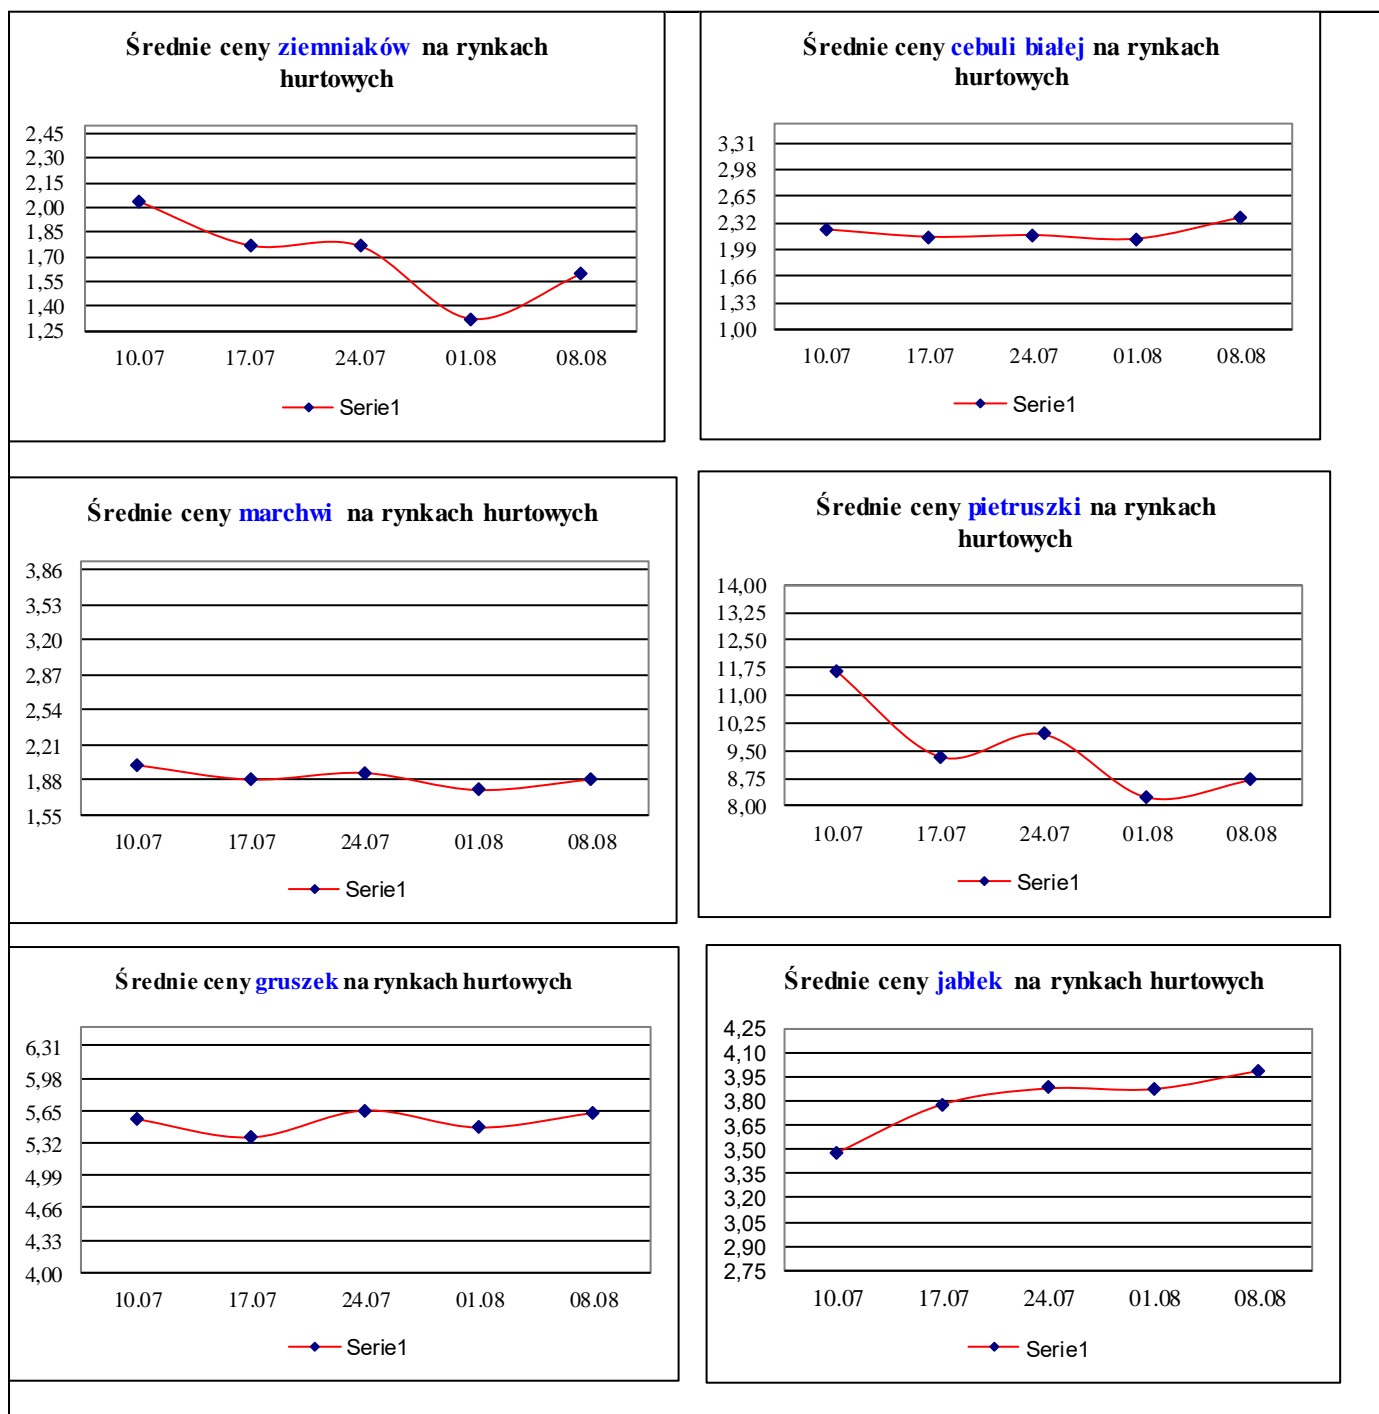 Średnie ceny ziemniaków na rynkach
hurtowych
2,45
2,30
2,15
2,00
1,85
1,70
1,55
1,40
1,25
10.07 17.07 24.07 01.08 08.08
Serie1
Średnie ceny cebuli białej na rynkach
hurtowych
3,31
2,98
2,65
2,32
1,99
1,66
1,33
1,00
10.07 17.07 24.07 01.08 08.08
Serie1
Średnie ceny marchwi na rynkach hurtowych
3,86
3,53
3,20
2,87
2,54
2,21
1,88
1,55
10.07 17.07 24.07 01.08 08.08
Serie1
Średnie ceny pietruszki na rynkach
hurtowych
14,00
13,25
12,50
11,75
11,00
10,25
9,50
8,75
8,00
10.07 17.07 24.07 01.08 08.08
Serie1
Średnie ceny gruszek na rynkach hurtowych
6,31
5,98
5,65
5,32
4,99
4,66
4,33
4,00
10.07 17.07 24.07 01.08 08.08
Serie1
Średnie ceny jabłek na rynkach hurtowych
4,25
4,10
3,95
3,80
3,65
3,50
3,35
3,20
3,05
2,90
2,75
10.07 17.07 24.07 01.08 08.08
Serie1